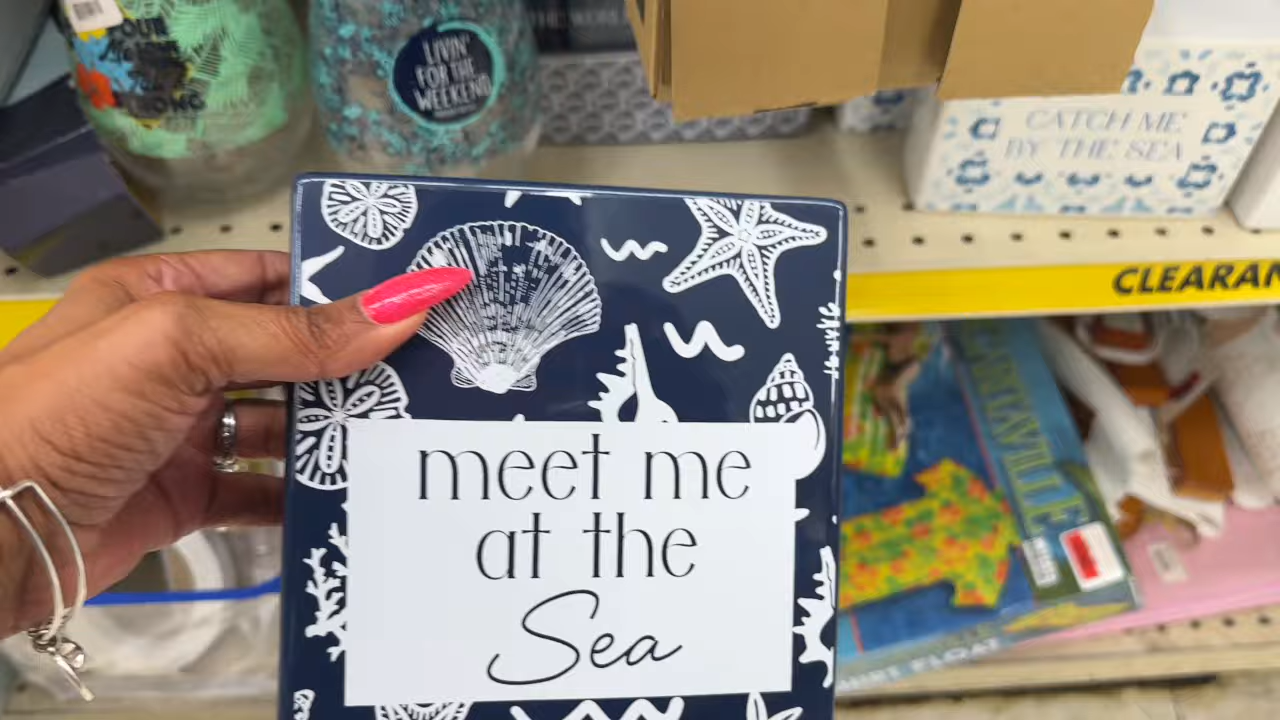 LIVIN'
FOR THE
WEEKEND
CATCH ME
BY THE SEA
CLEARAN
meet me
at the
Sea